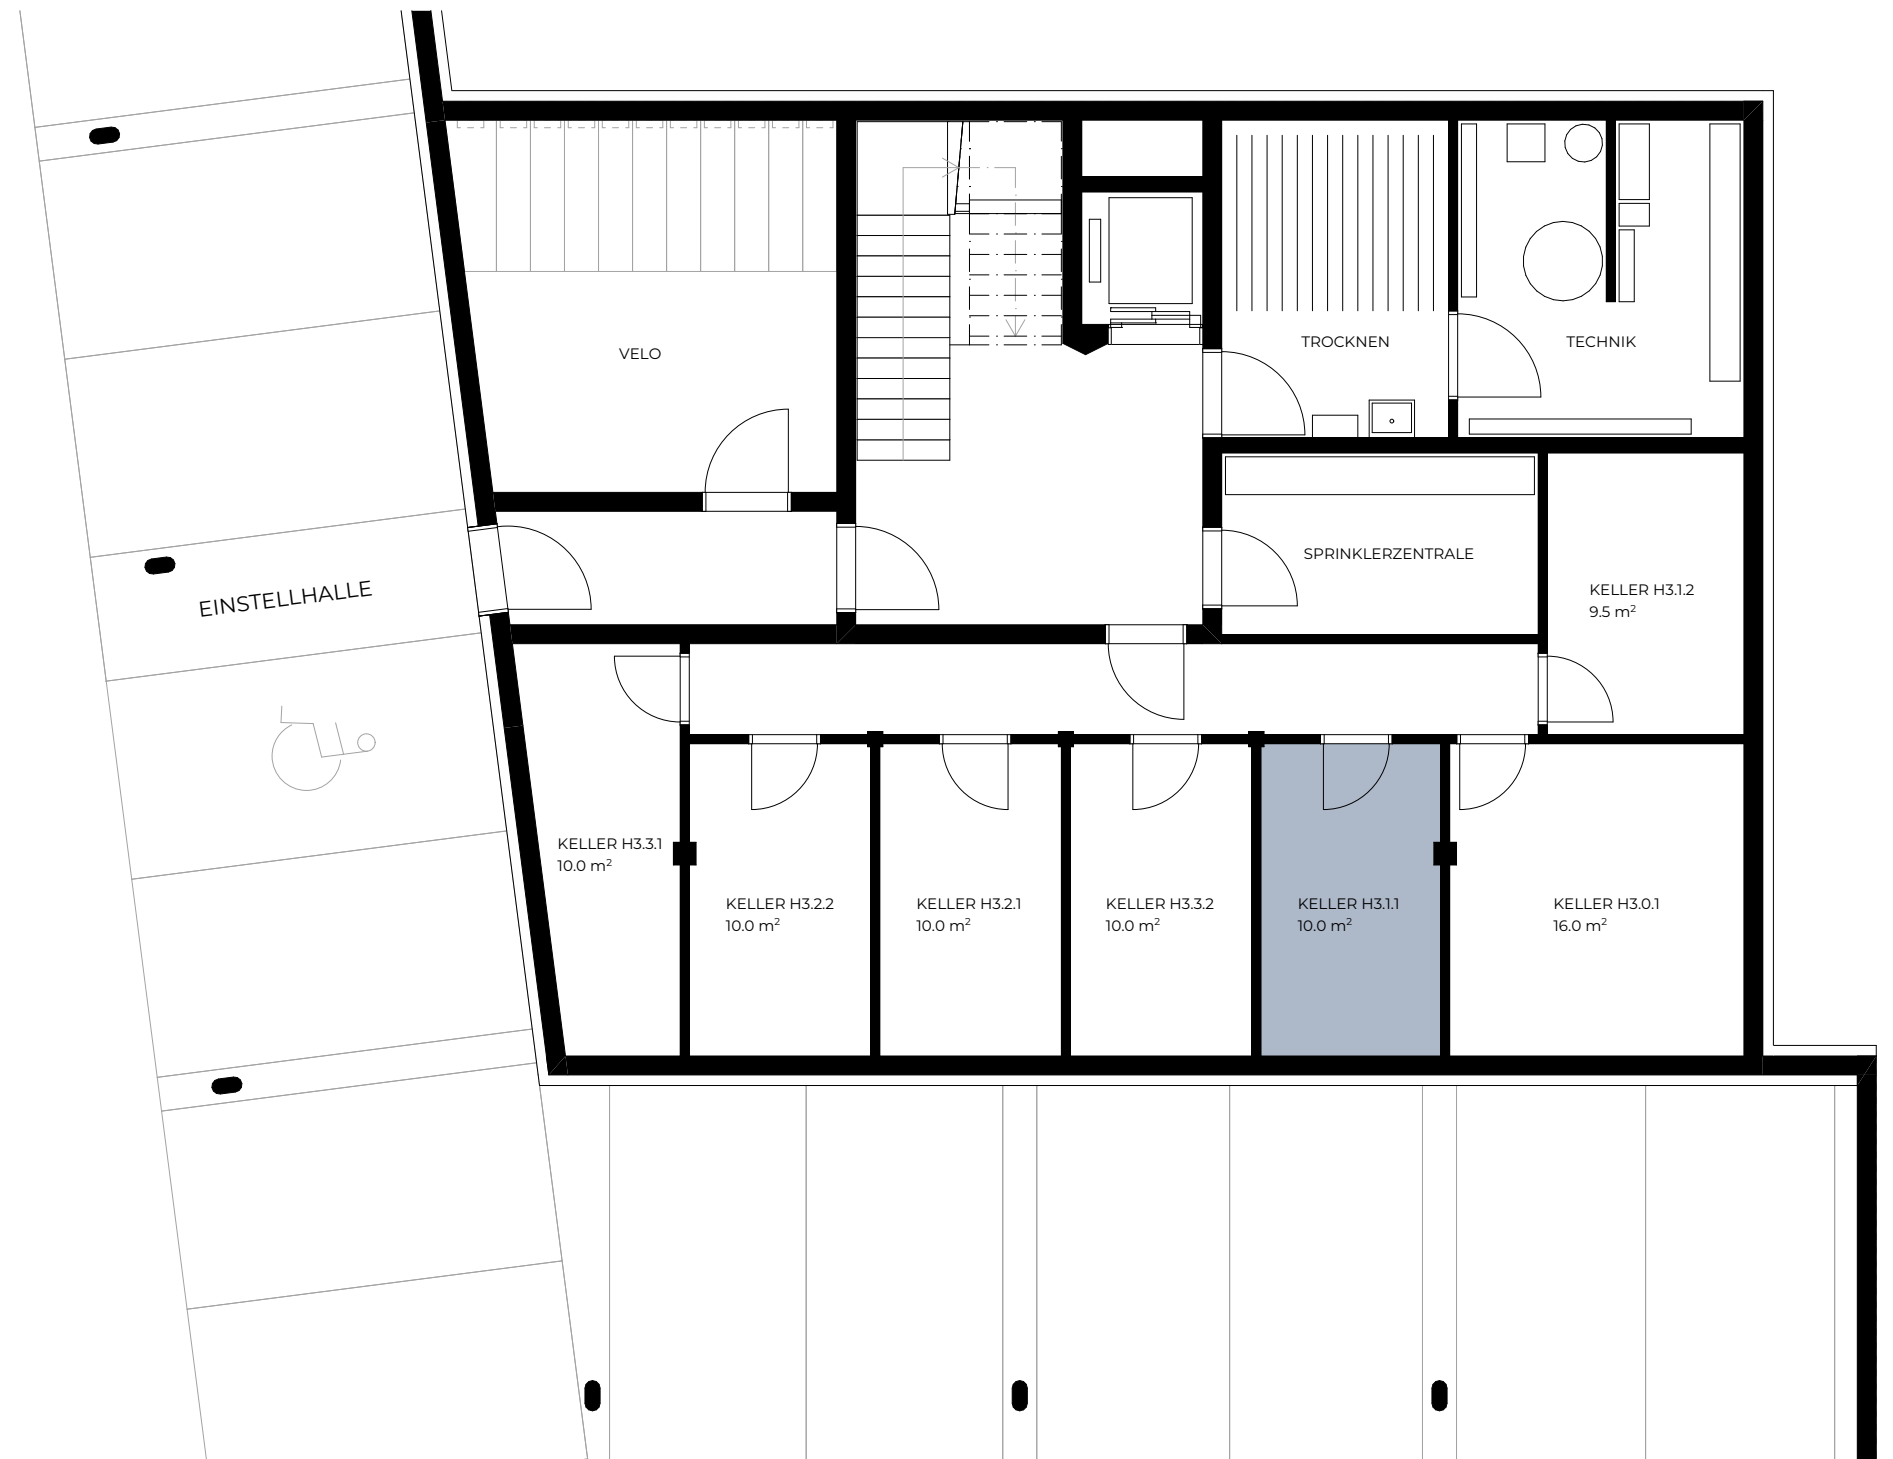 TROCKNEN
TECHNIK
VELO
SPRINKLERZENTRALE
EINSTELLHALLE
KELLER H3.1.2
9.5 m²
KELLER H3.3.1
10.0 m²
KELLER H3.2.2
10.0 m²
KELLER H3.2.1
10.0 m²
KELLER H3.3.2
10.0 m²
KELLER H3.1.1
10.0 m²
KELLER H3.0.1
16.0 m²